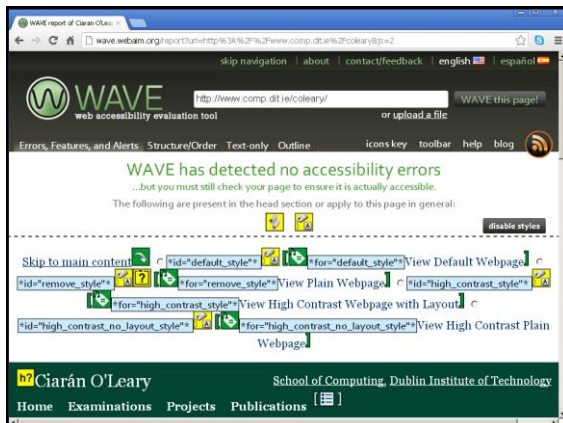 WAVE report of Ciaran O'Lea
wave.webaim.org/report?url=http%3A%2F%2Fwww.comp.dit.ie%2Fcoleary&js=2
skip navigation | about | contact/feedback | english | español
WAVE
web accessibility evaluation tool
http://www.comp.dit.ie/coleary/
WAVE this page!
or upload a file
Errors, Features, and Alerts Structure/Order Text-only Outline icons key toolbar help blog
WAVE has detected no accessibility errors
...but you must still check your page to ensure it is actually accessible.
The following are present in the head section or apply to this page in general:
disable styles
Skip to main content *id="default_style"* *for="default_style"* View Default Webpage
*id="remove_style"* ? *for="remove_style"* View Plain Webpage *id="high_contrast_style"*
*for="high_contrast_style"* View High Contrast Webpage with Layout
*id="high_contrast_no_layout_style"* *for="high_contrast_no_layout_style"* View High Contrast Plain
Webpage
h? Ciarán O'Leary School of Computing, Dublin Institute of Technology
Home Examinations Projects Publications